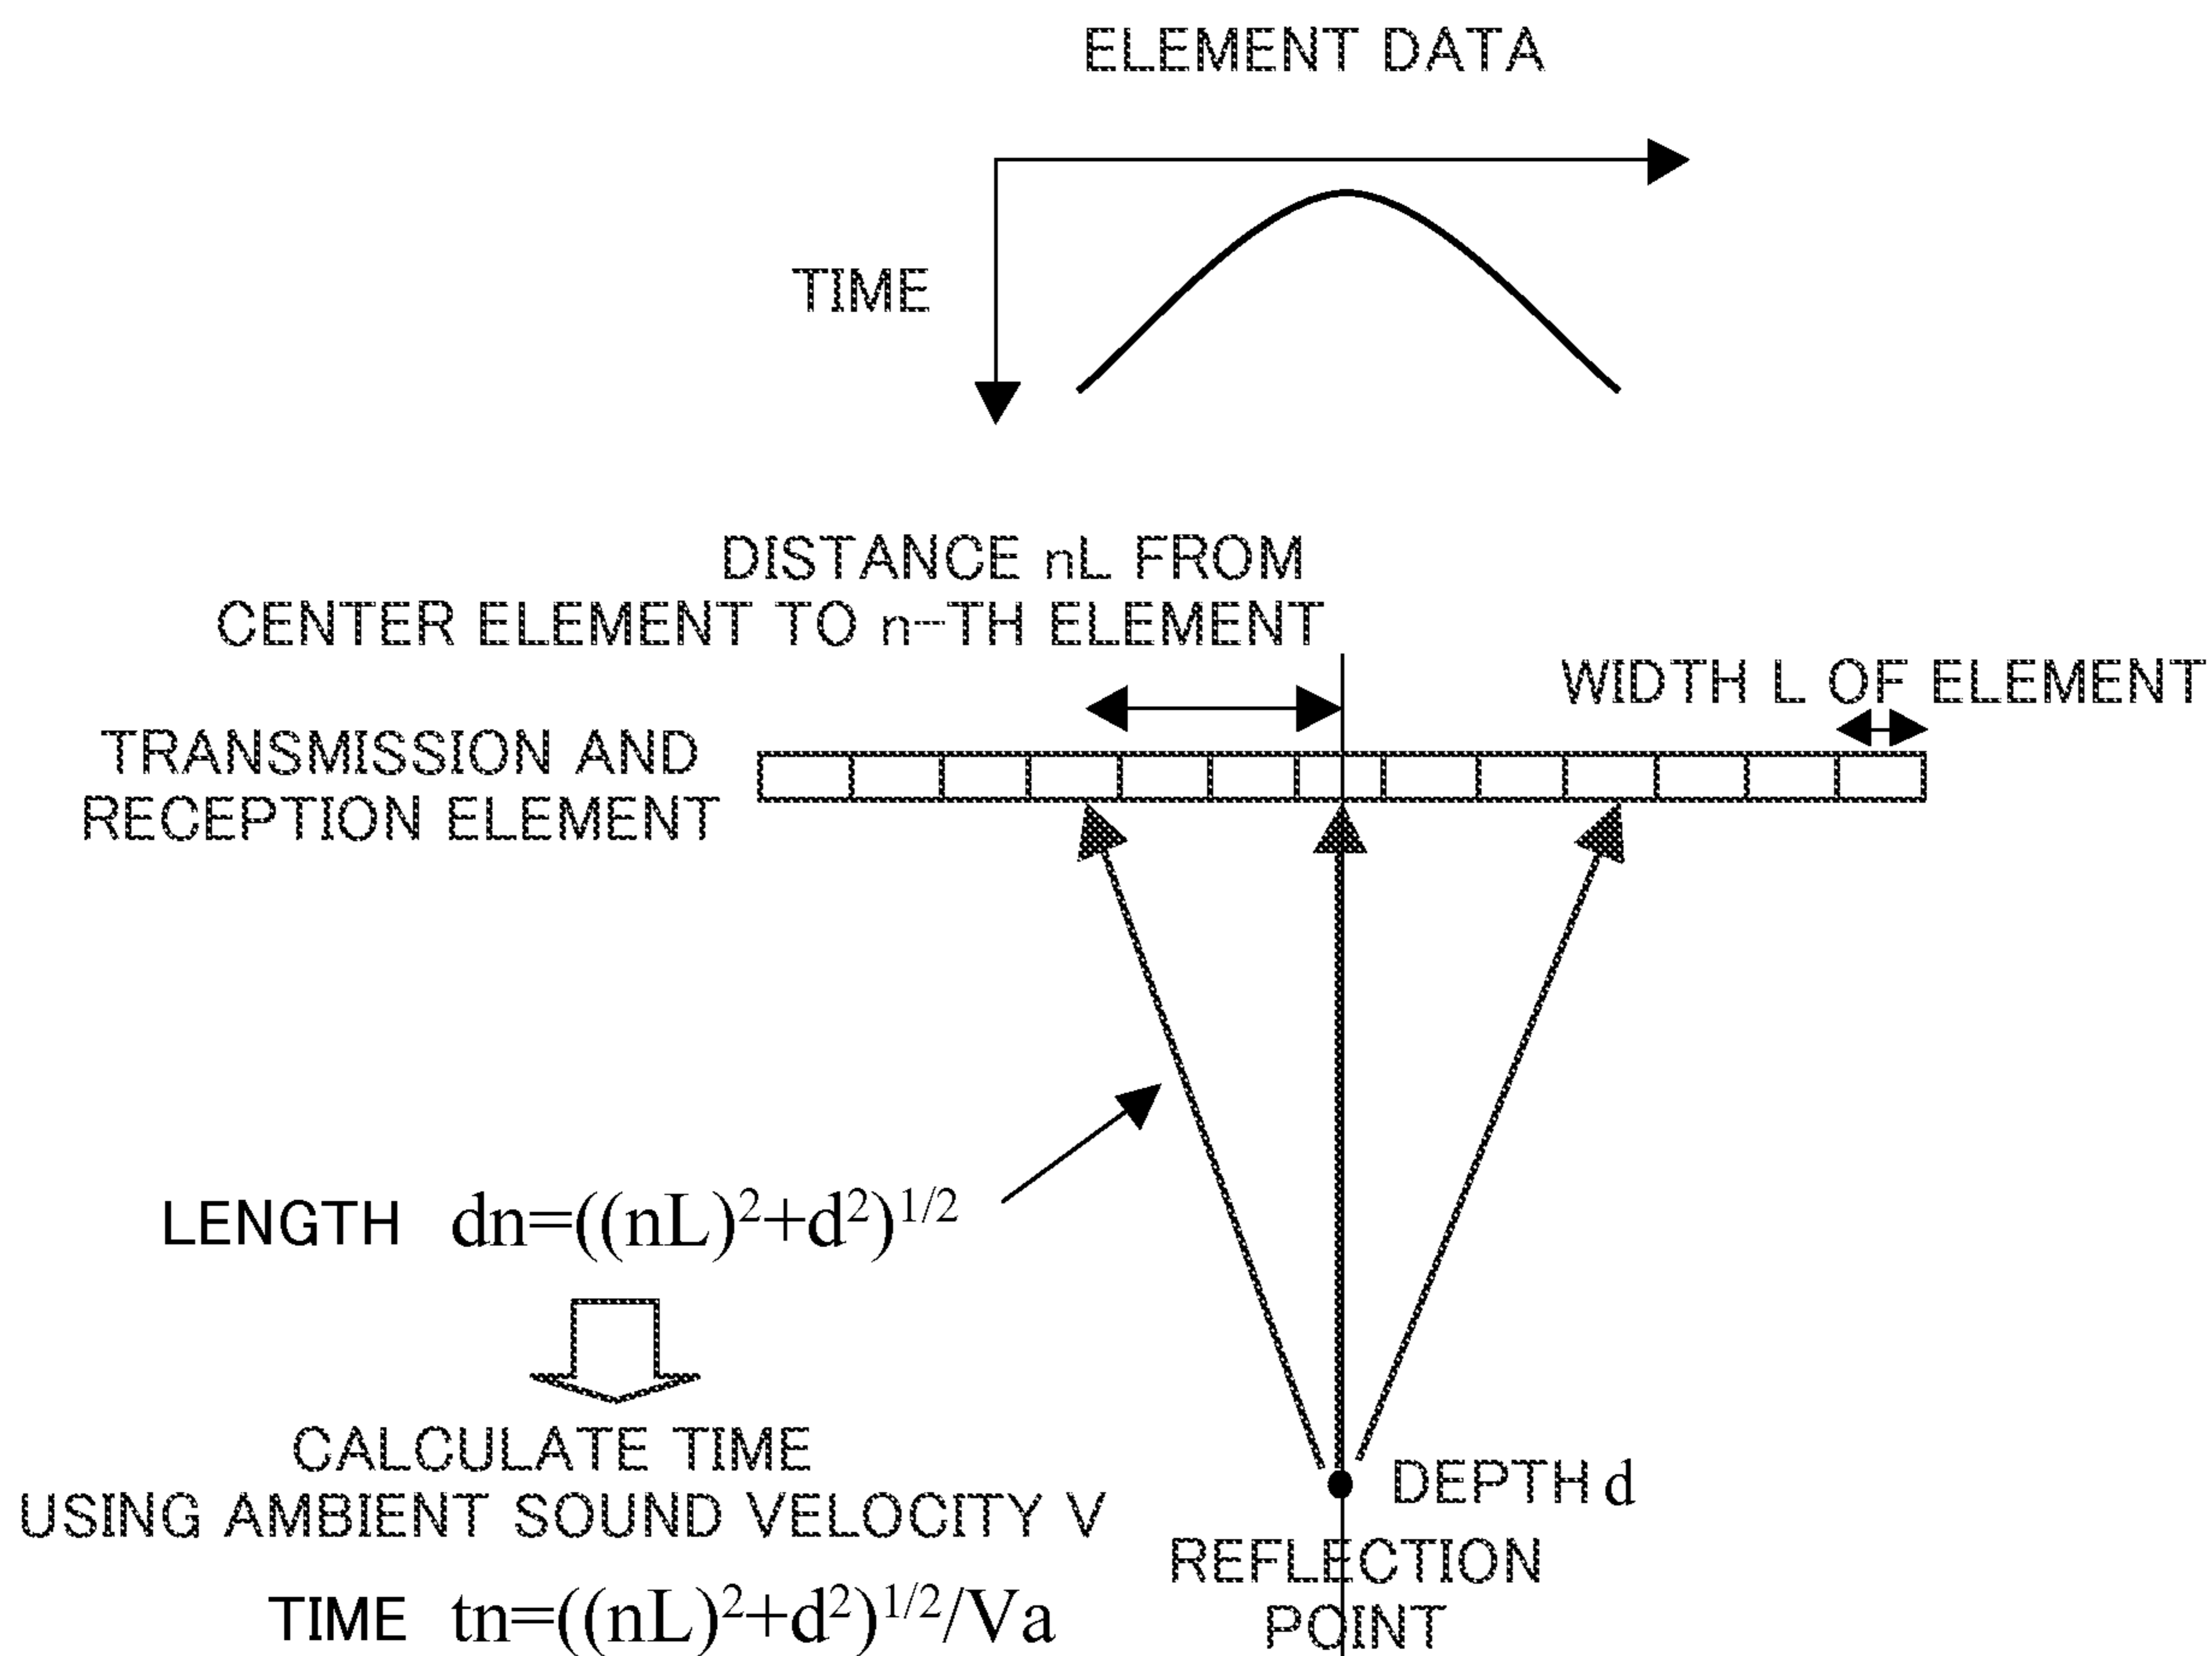 ELEMENT DATA
TIME
DISTANCE nL FROM
CENTER ELEMENT TO n-TH ELEMENT
WIDTH L OF ELEMENT
TRANSMISSION AND
RECEPTION ELEMENT
LENGTH dn=((nL)²+d²)¹/²
CALCULATE TIME
USING AMBIENT SOUND VELOCITY V
TIME tn=((nL)²+d²)¹/²/Va
DEPTH d
REFLECTION
POINT